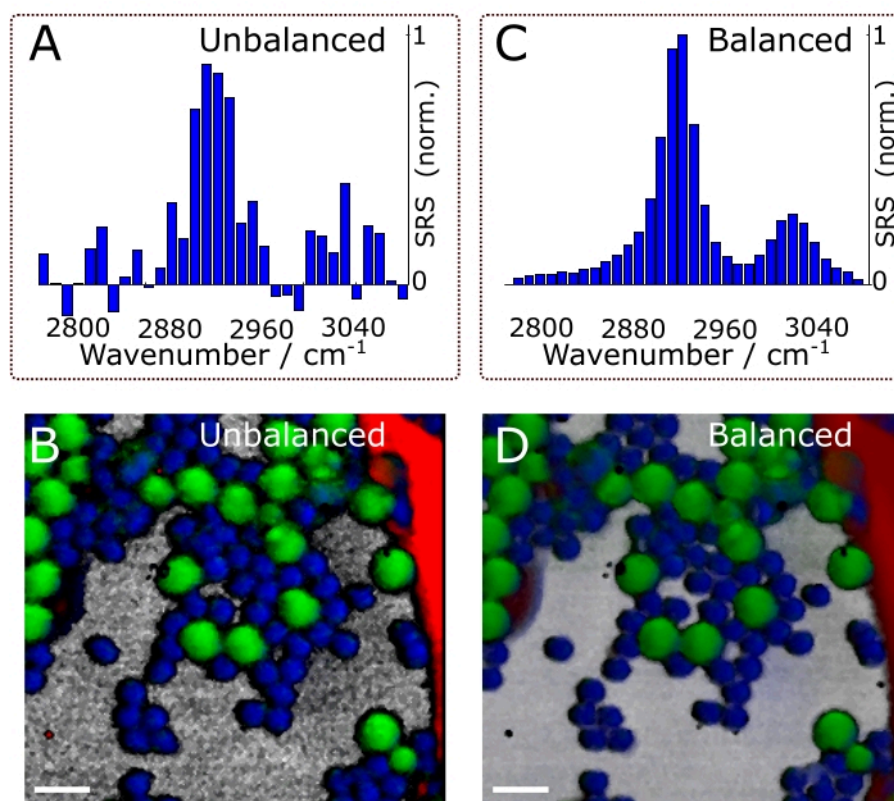 A Unbalanced 1
SRS (norm.)
0
2800 2880 2960 3040
Wavenumber / cm⁻¹
C Balanced 1
SRS (norm.)
0
2800 2880 2960 3040
Wavenumber / cm⁻¹
B Unbalanced
D Balanced